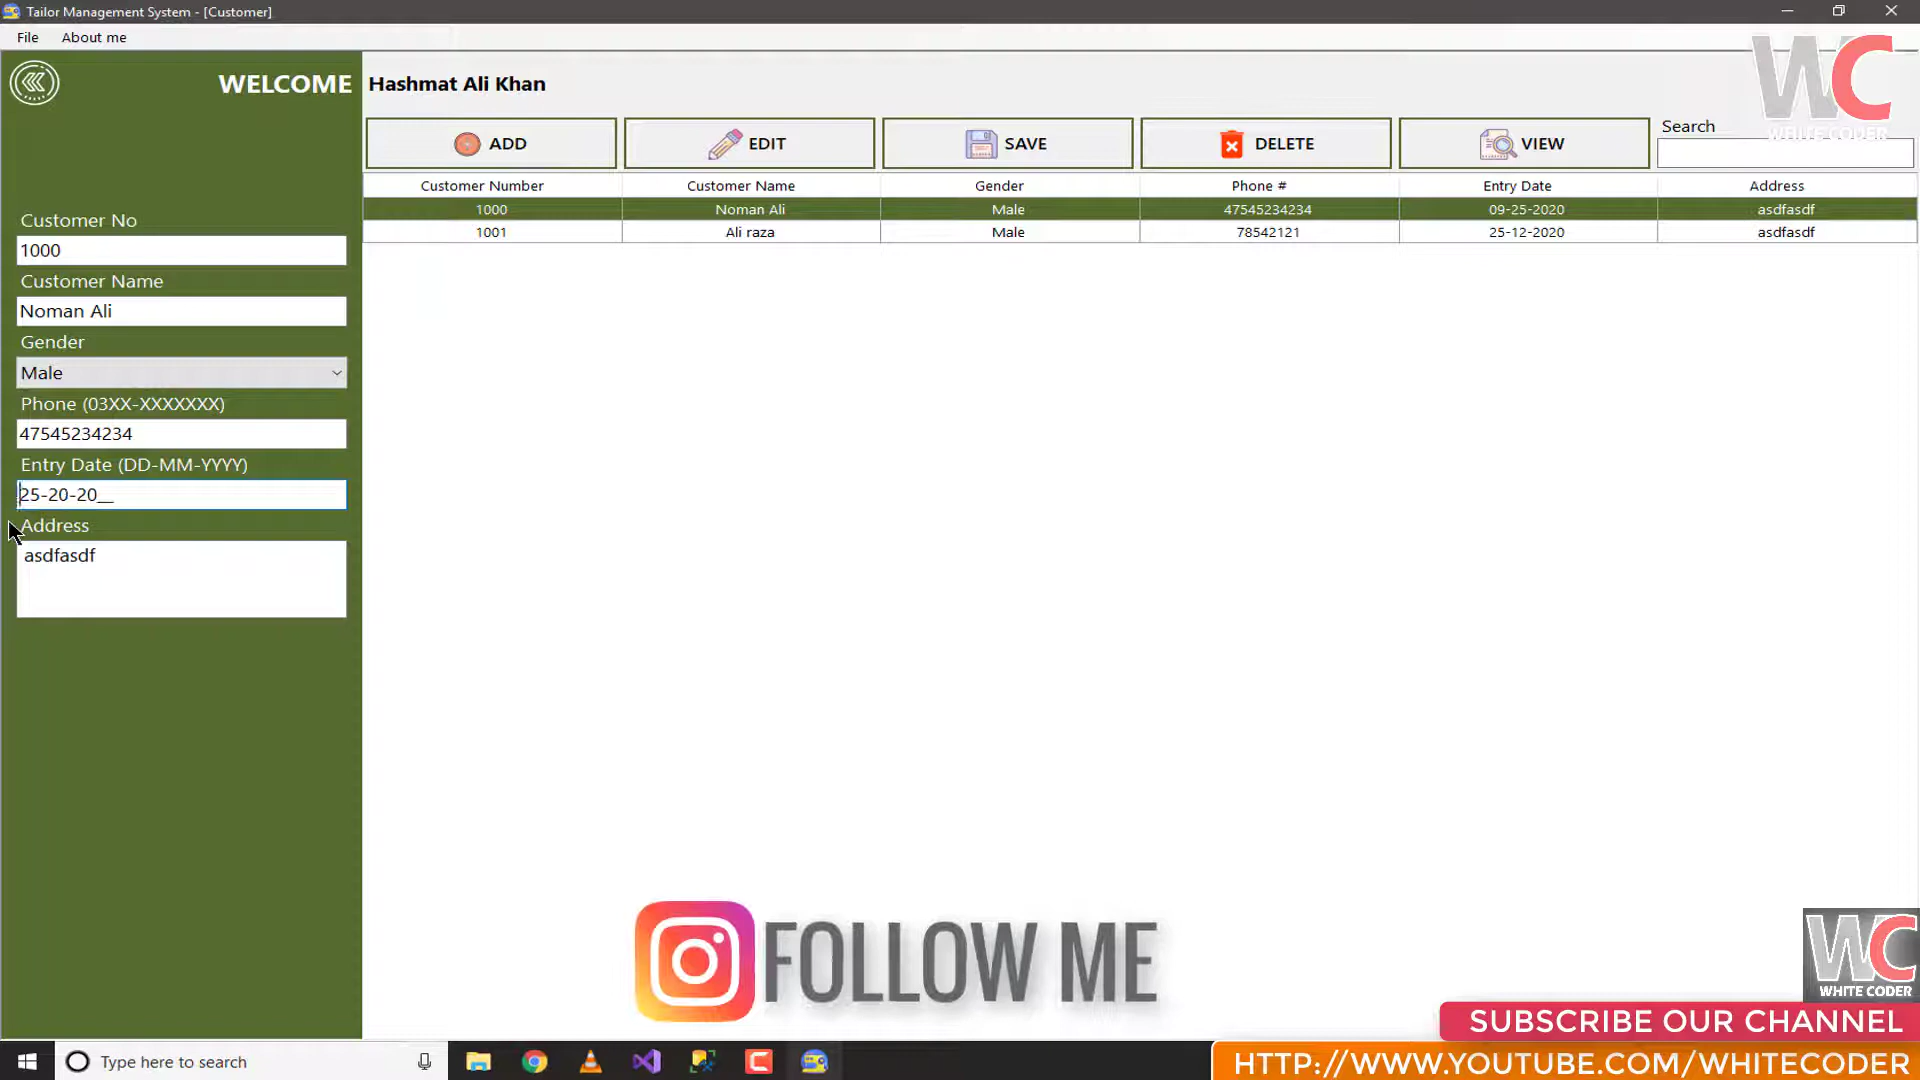 Tailor Management System - [Customer]
File About me
WELCOME
Hashmat Ali Khan
ADD EDIT SAVE DELETE VIEW
Search
WC
WHITE CODER
Customer Number Customer Name Gender Phone # Entry Date Address
1000 Noman Ali Male 47545234234 09-25-2020 asdfasdf
1001 Ali raza Male 78542121 25-12-2020 asdfasdf
Customer No
1000
Customer Name
Noman Ali
Gender
Male
Phone (03XX-XXXXXXX)
47545234234
Entry Date (DD-MM-YYYY)
25-20-20__
Address
asdfasdf
FOLLOW ME
WC
WHITE CODER
SUBSCRIBE OUR CHANNEL
HTTP://WWW.YOUTUBE.COM/WHITECODER
Type here to search